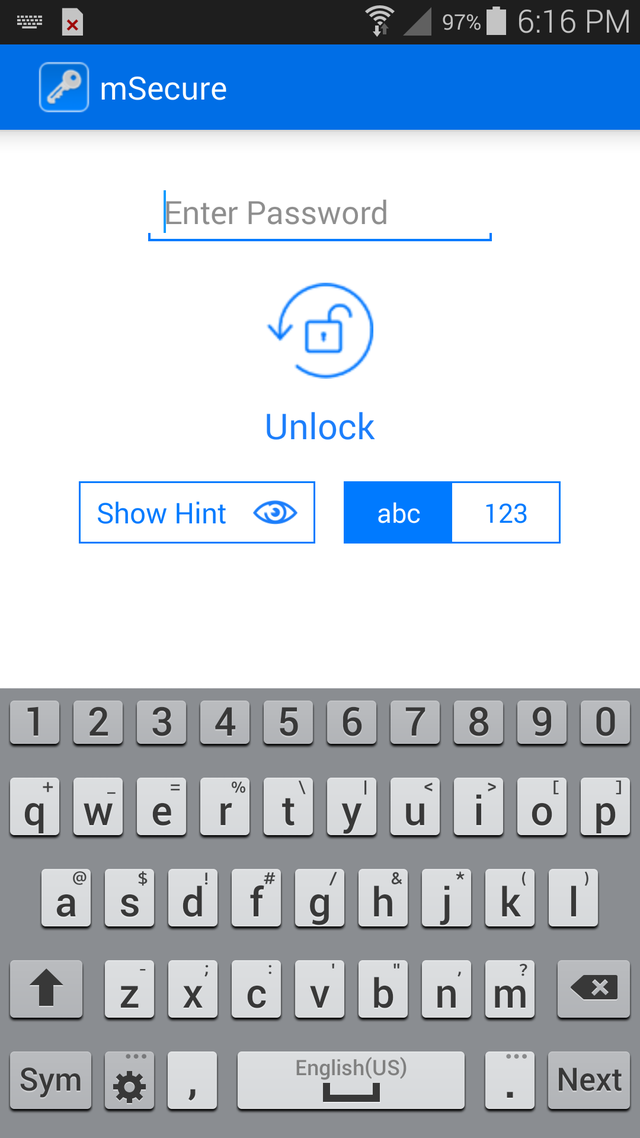 97% 6:16 PM
mSecure
Enter Password
Unlock
Show Hint abc 123
1 2 3 4 5 6 7 8 9 0
+ _ = % \ | < > [ ]
q w e r t y u i o p
@ $ ! # / & * ( )
a s d f g h j k l
- ; : ' " , ?
z x c v b n m
English(US)
Sym , . Next